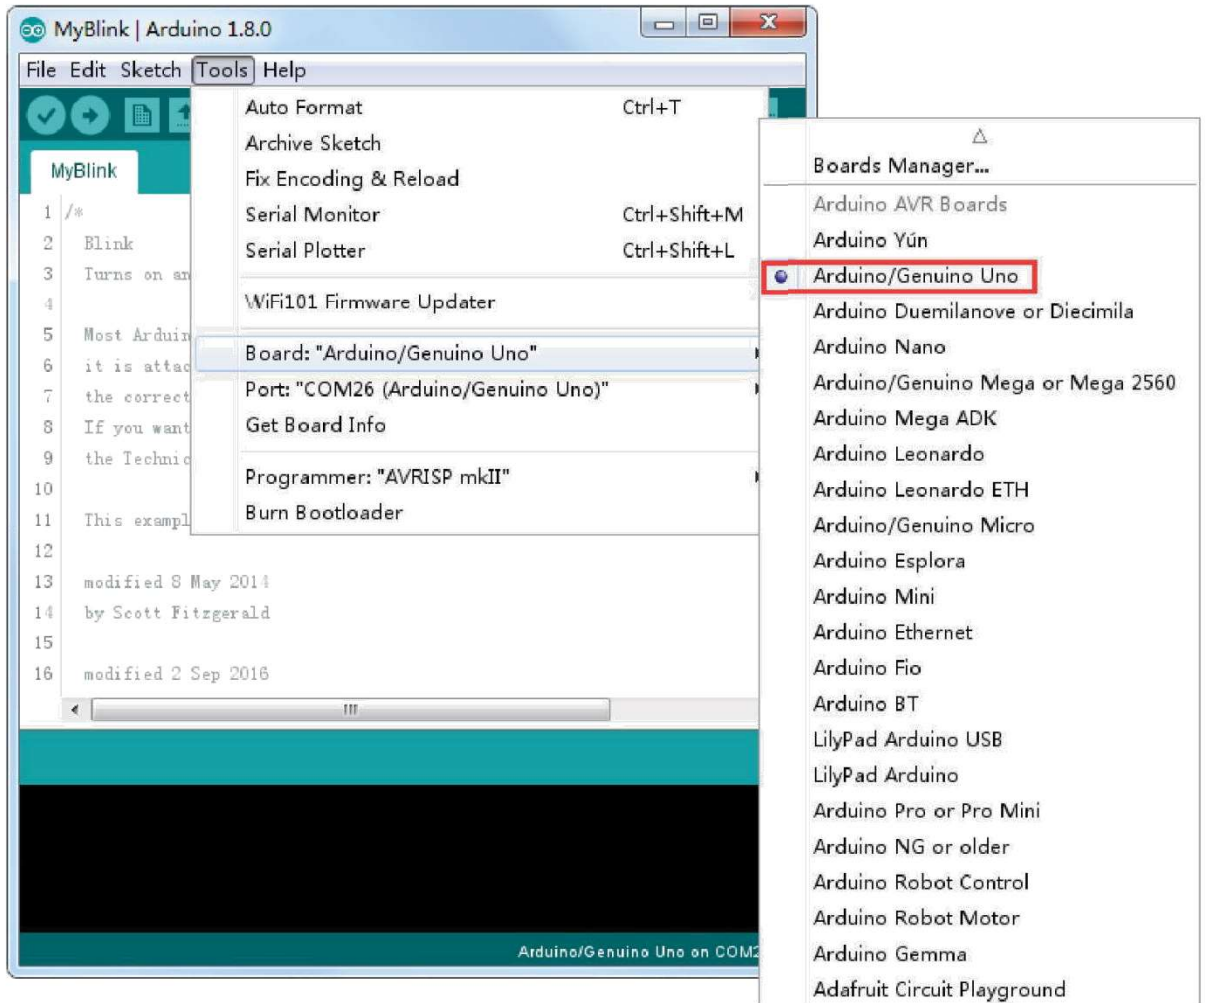 MyBlink | Arduino 1.8.0
File Edit Sketch Tools Help
MyBlink
Auto Format Ctrl+T
Archive Sketch
Fix Encoding & Reload
Serial Monitor Ctrl+Shift+M
Serial Plotter Ctrl+Shift+L
WiFi101 Firmware Updater
Board: "Arduino/Genuino Uno"
Port: "COM26 (Arduino/Genuino Uno)"
Get Board Info
Programmer: "AVRISP mkII"
Burn Bootloader
1 /*
2 Blink
3 Turns on an
4
5 Most Arduin
6 it is attac
7 the correct
8 If you want
9 the Technic
10
11 This exampl
12
13 modified 8 May 2014
14 by Scott Fitzgerald
15
16 modified 2 Sep 2016
Arduino/Genuino Uno on COM2
Boards Manager...
Arduino AVR Boards
Arduino Yún
Arduino/Genuino Uno
Arduino Duemilanove or Diecimila
Arduino Nano
Arduino/Genuino Mega or Mega 2560
Arduino Mega ADK
Arduino Leonardo
Arduino Leonardo ETH
Arduino/Genuino Micro
Arduino Esplora
Arduino Mini
Arduino Ethernet
Arduino Fio
Arduino BT
LilyPad Arduino USB
LilyPad Arduino
Arduino Pro or Pro Mini
Arduino NG or older
Arduino Robot Control
Arduino Robot Motor
Arduino Gemma
Adafruit Circuit Playground